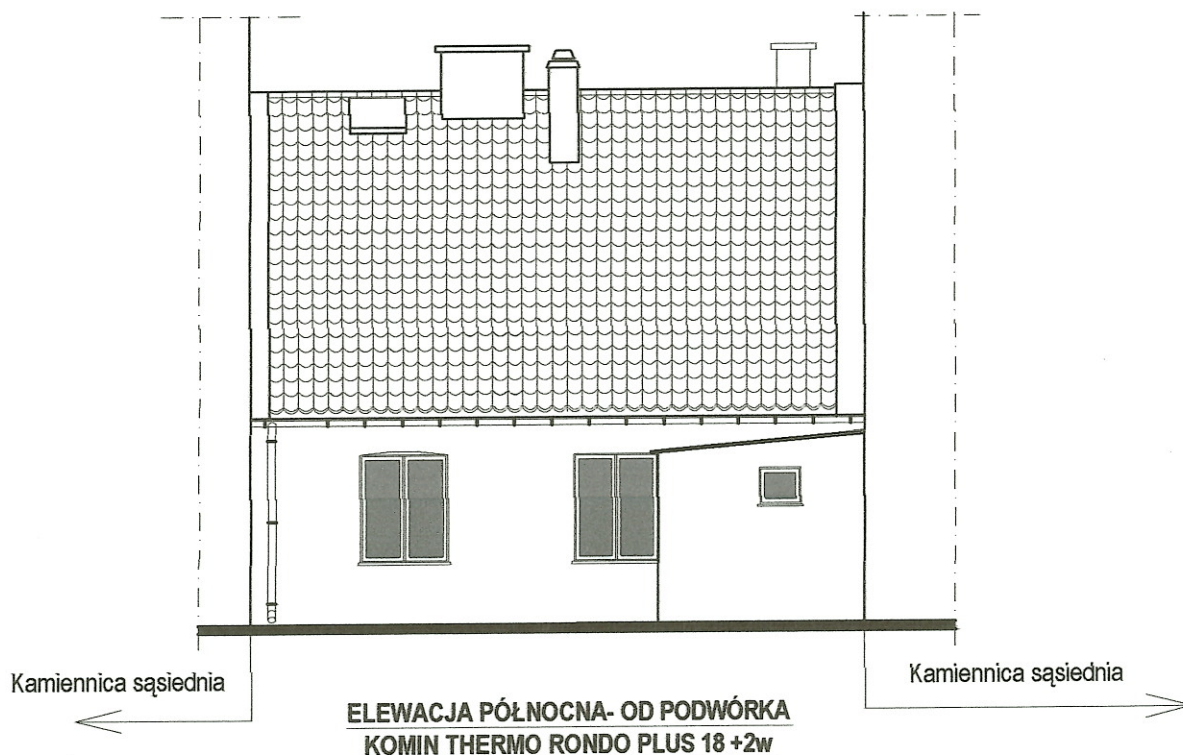 Kamiennica sąsiednia
Kamiennica sąsiednia
ELEWACJA PÓŁNOCNA- OD PODWÓRKA
KOMIN THERMO RONDO PLUS 18 +2w